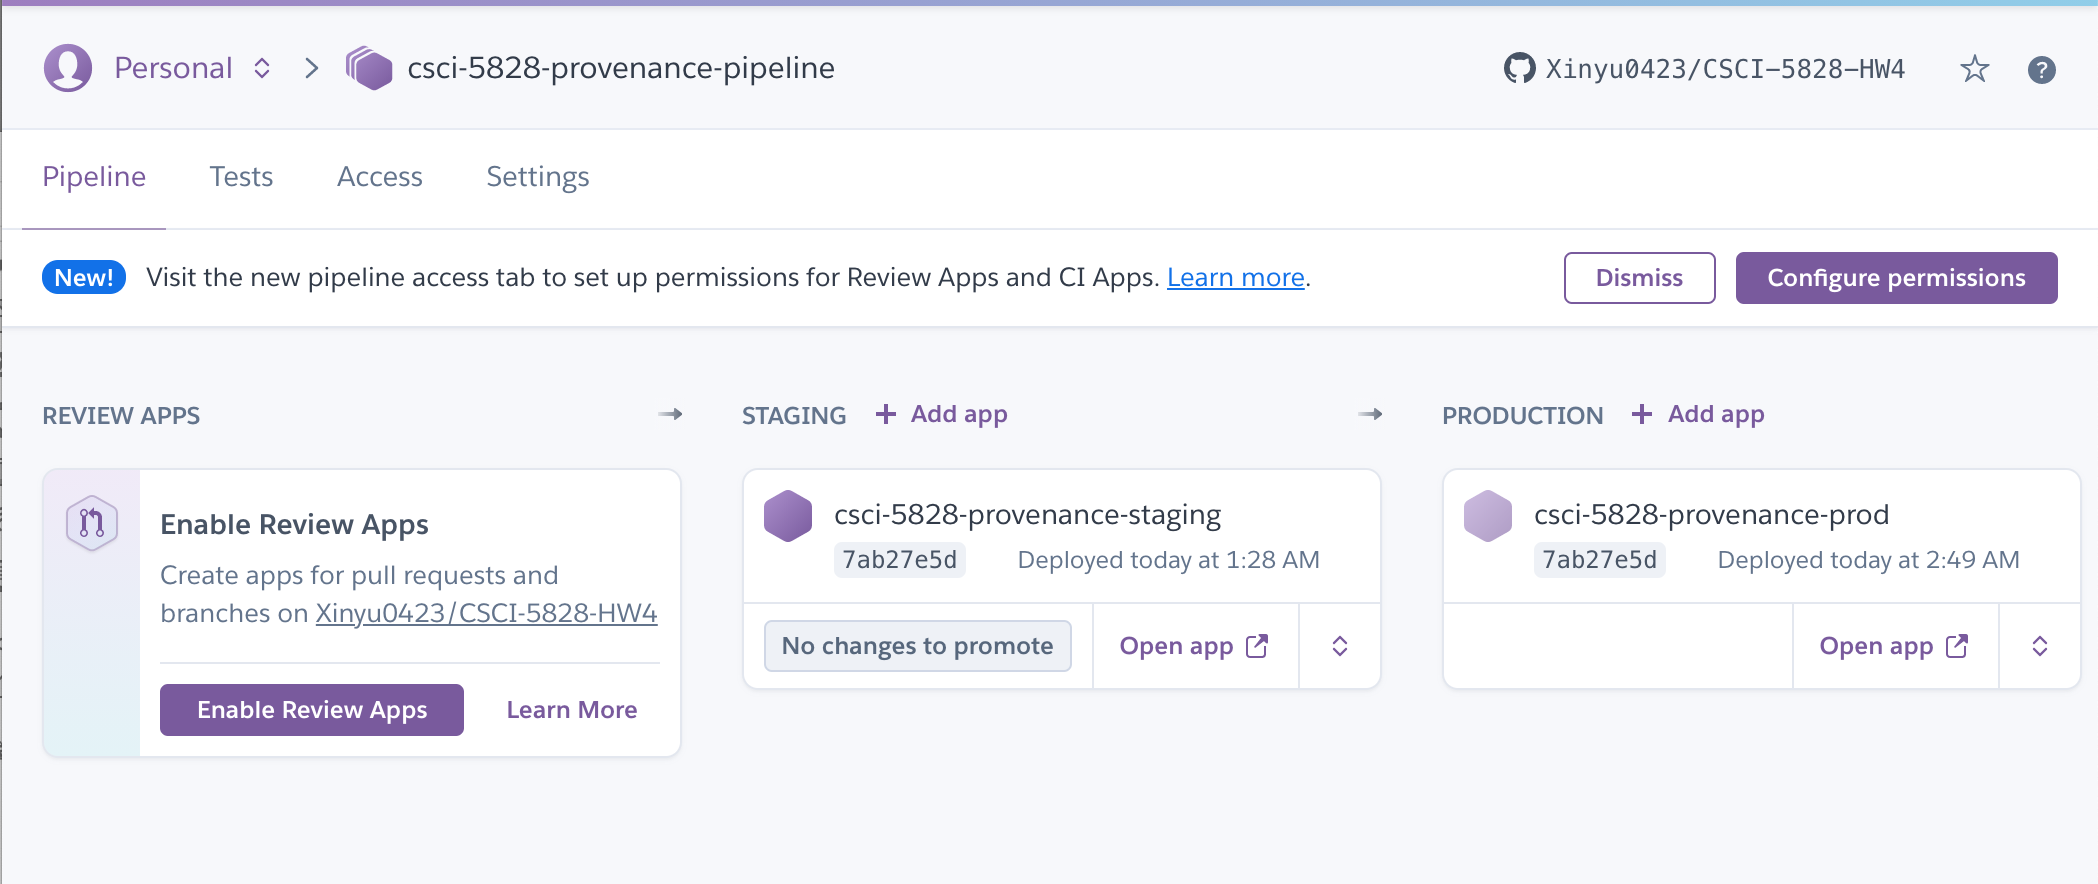 Personal csci-5828-provenance-pipeline Xinyu0423/CSCI-5828-HW4 ?
Pipeline Tests Access Settings
New! Visit the new pipeline access tab to set up permissions for Review Apps and CI Apps. Learn more. Dismiss Configure permissions
REVIEW APPS
Enable Review Apps
Create apps for pull requests and
branches on Xinyu0423/CSCI-5828-HW4
Enable Review Apps Learn More
STAGING + Add app
csci-5828-provenance-staging
7ab27e5d Deployed today at 1:28 AM
No changes to promote Open app
PRODUCTION + Add app
csci-5828-provenance-prod
7ab27e5d Deployed today at 2:49 AM
Open app